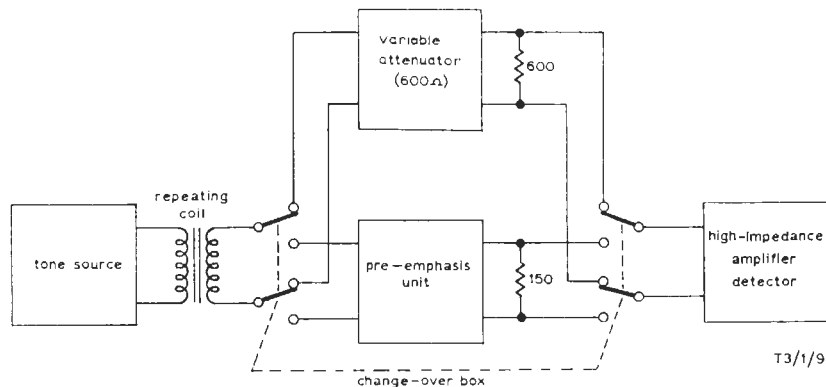 variable
attenuator
(600Ω)
600
repeating
coil
tone source
pre-emphasis
unit
150
high-impedance
amplifier
detector
change-over box
T3/1/9